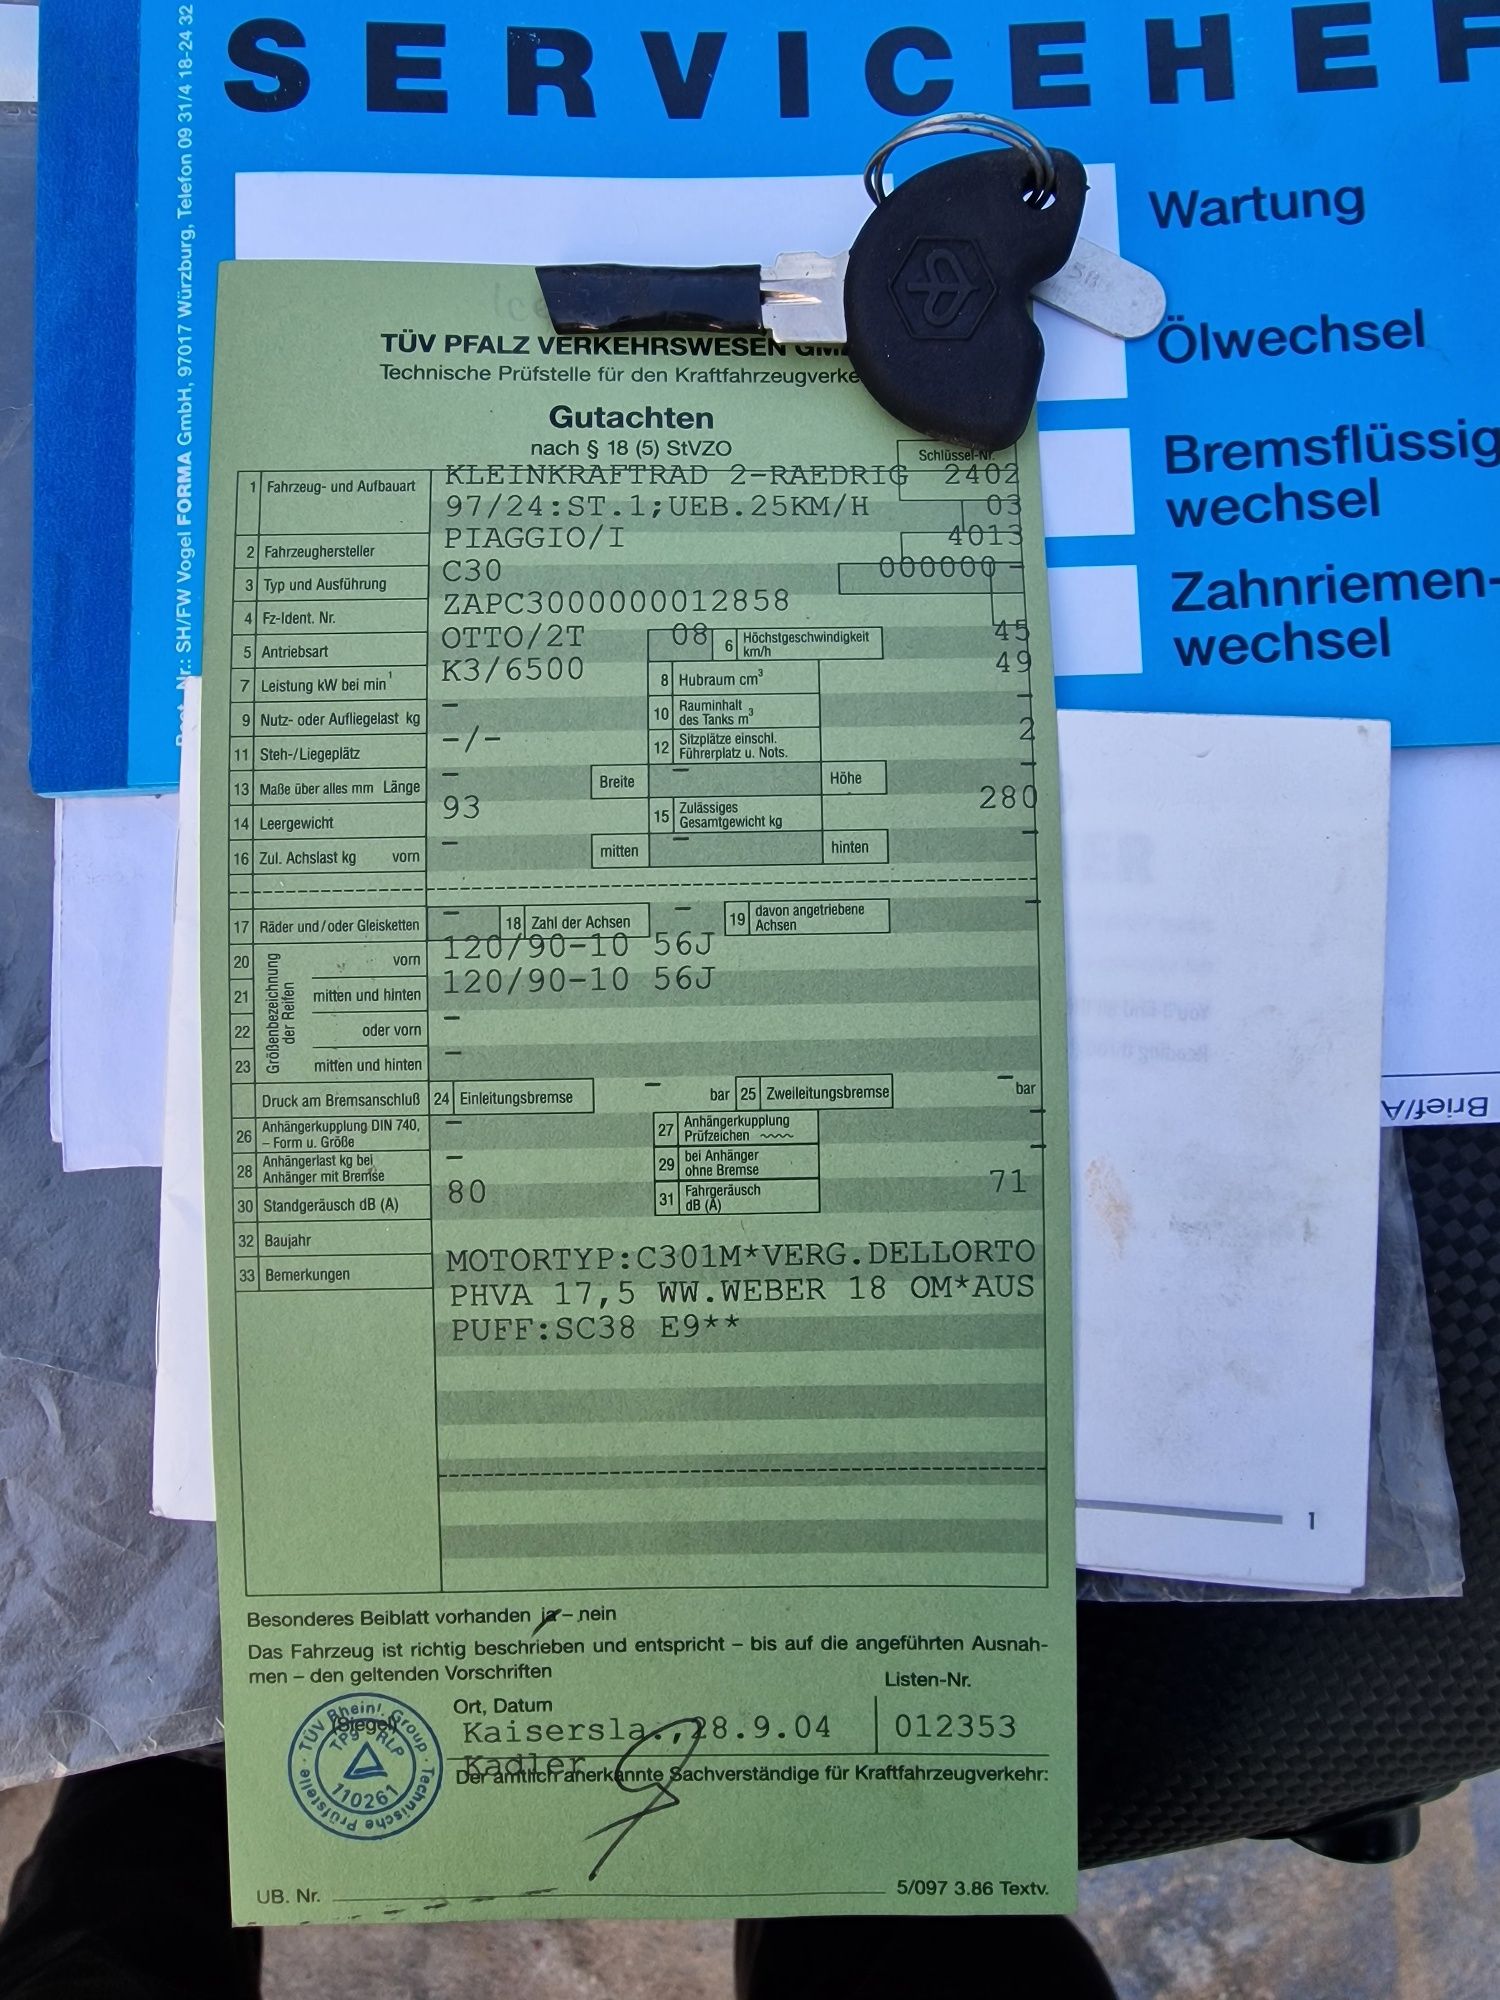 SERVICEHEF
Best. Nr.: SH/FW Vogel FORMA GmbH, 97017 Würzburg, Telefon 09 31/4 18-24 32
Wartung
Ölwechsel
Bremsflüssig
wechsel
Zahnriemen-
wechsel
TÜV PFALZ VERKEHRSWESEN
Technische Prüfstelle für den Kraftfahrzeugverke
Gutachten
nach § 18 (5) StVZO
Schlüssel-Nr.
1 Fahrzeug- und Aufbauart KLEINKRAFTRAD 2-RAEDRIG 2402
97/24:ST.1;UEB.25KM/H 03
2 Fahrzeughersteller PIAGGIO/I 4013
3 Typ und Ausführung C30 000000 -
4 Fz-Ident. Nr. ZAPC3000000012858
5 Antriebsart OTTO/2T 08 6 Höchstgeschwindigkeit km/h 45
7 Leistung kW bei min¹ K3/6500 8 Hubraum cm³ 49
9 Nutz- oder Aufliegelast kg - 10 Rauminhalt des Tanks m³ -
11 Steh-/Liegeplätz -/- 12 Sitzplätze einschl. Führerplatz u. Nots. 2
13 Maße über alles mm Länge - Breite - Höhe -
14 Leergewicht 93 15 Zulässiges Gesamtgewicht kg 280
16 Zul. Achslast kg vorn - mitten - hinten -
17 Räder und/oder Gleisketten - 18 Zahl der Achsen - 19 davon angetriebene Achsen -
Größenbezeichnung der Reifen
20 vorn 120/90-10 56J
21 mitten und hinten 120/90-10 56J
22 oder vorn -
23 mitten und hinten -
Druck am Bremsanschluß 24 Einleitungsbremse - bar 25 Zweileitungsbremse - bar
26 Anhängerkupplung DIN 740, – Form u. Größe - 27 Anhängerkupplung Prüfzeichen -
28 Anhängerlast kg bei Anhänger mit Bremse - 29 bei Anhänger ohne Bremse -
30 Standgeräusch dB (A) 80 31 Fahrgeräusch dB (A) 71
32 Baujahr
33 Bemerkungen MOTORTYP:C301M*VERG.DELLORTO
PHVA 17,5 WW.WEBER 18 OM*AUS
PUFF:SC38 E9**
Besonderes Beiblatt vorhanden ja – nein
Das Fahrzeug ist richtig beschrieben und entspricht – bis auf die angeführten Ausnah-
men – den geltenden Vorschriften
Listen-Nr.
Ort, Datum
Kaisersla.,28.9.04 012353
Kadler
Der amtlich anerkannte Sachverständige für Kraftfahrzeugverkehr:
(Siegel)
TÜV Rheinl. Group · Technische Prüfstelle ·
RLP
110261
UB. Nr.
5/097 3.86 Textv.
Brief/A
1